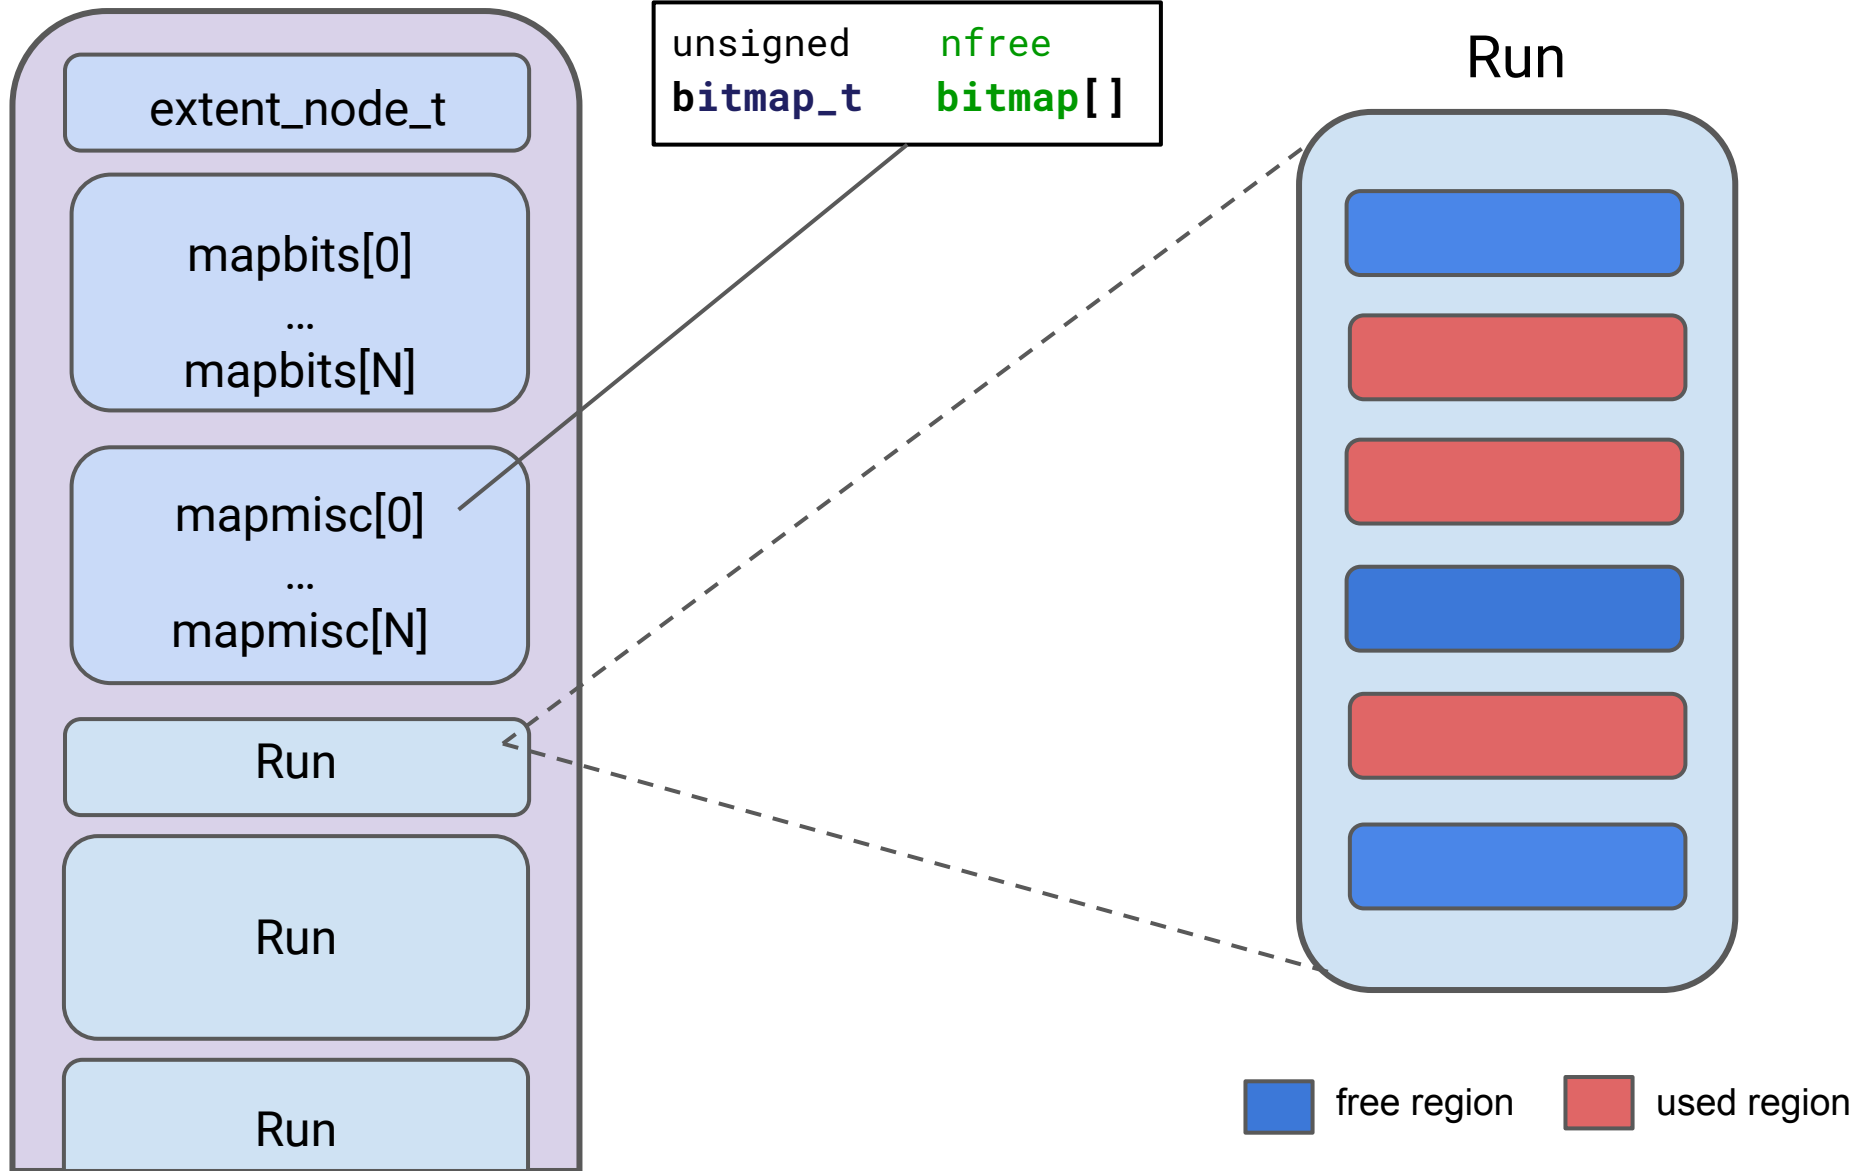 extent_node_t
mapbits[0]
...
mapbits[N]
mapmisc[0]
...
mapmisc[N]
Run
Run
Run
unsigned nfree
bitmap_t bitmap[]
Run
free region
used region